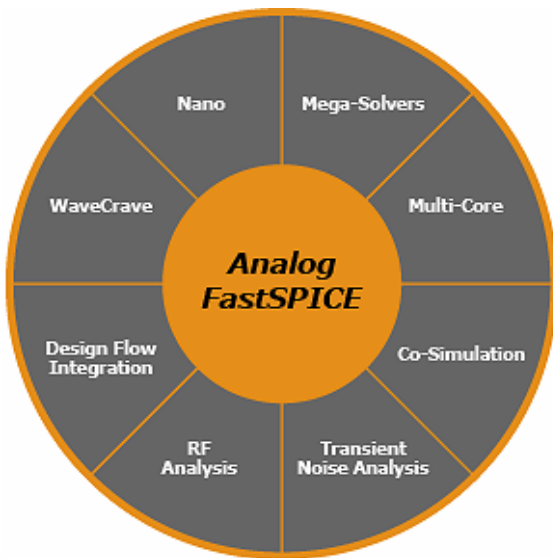 Nano
Mega-Solvers
WaveCrave
Multi-Core
Analog
FastSPICE
Design Flow
Integration
Co-Simulation
RF
Analysis
Transient
Noise Analysis